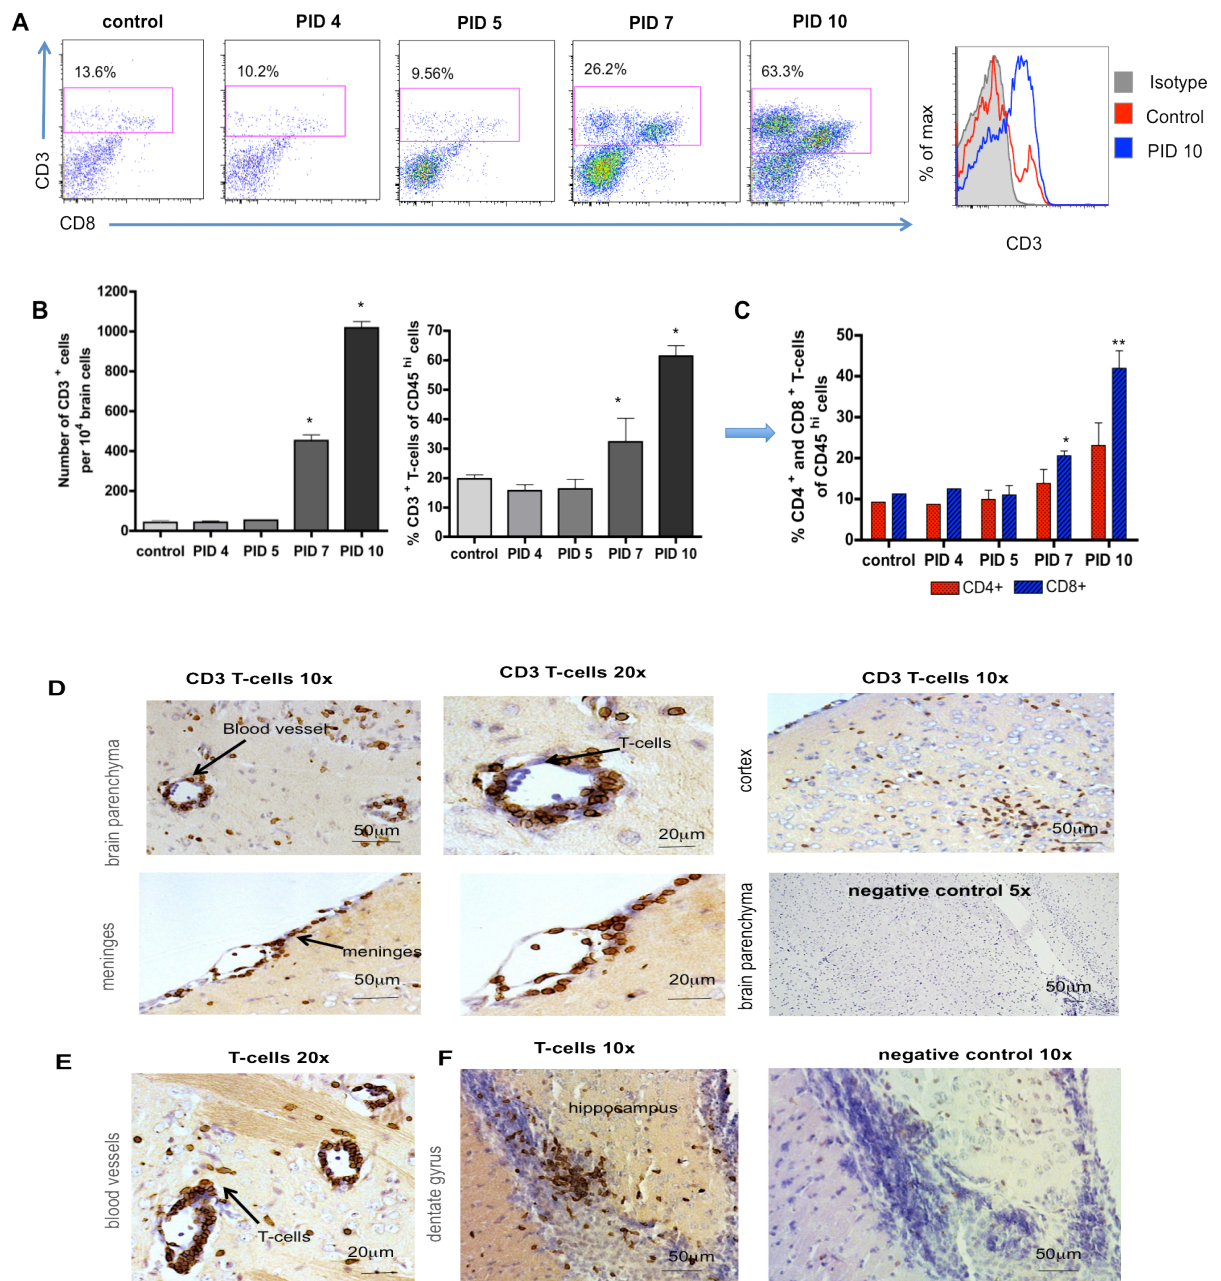 A
control
PID 4
PID 5
PID 7
PID 10
13.6%
10.2%
9.56%
26.2%
63.3%
CD3
CD8
% of max
CD3
Isotype
Control
PID 10
B
Number of CD3 + cells
per 10^4 brain cells
1200
1000
800
600
400
200
0
*
*
control
PID 4
PID 5
PID 7
PID 10
% CD3 + T-cells of CD45 hi cells
70
60
50
40
30
20
10
0
*
*
control
PID 4
PID 5
PID 7
PID 10
C
% CD4 + and CD8 + T-cells
of CD45 hi cells
50
40
30
20
10
0
*
**
control
PID 4
PID 5
PID 7
PID 10
CD4+
CD8+
D
CD3 T-cells 10x
CD3 T-cells 20x
CD3 T-cells 10x
brain parenchyma
Blood vessel
50µm
T-cells
20µm
cortex
50µm
meninges
meninges
50µm
20µm
brain parenchyma
negative control 5x
50µm
E
T-cells 20x
blood vessels
T-cells
20µm
F
T-cells 10x
negative control 10x
dentate gyrus
hippocampus
50µm
50µm